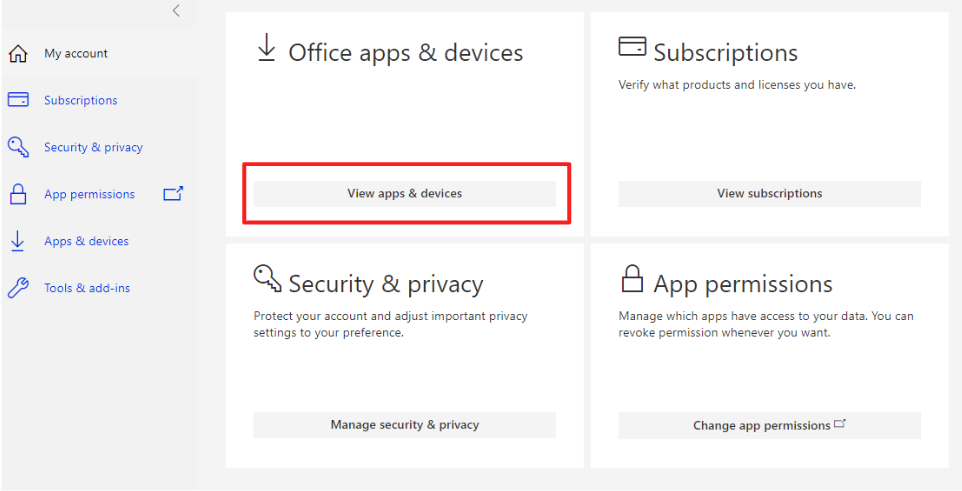 My account
Subscriptions
Security & privacy
App permissions
Apps & devices
Tools & add-ins
Office apps & devices
View apps & devices
Subscriptions
Verify what products and licenses you have.
View subscriptions
Security & privacy
Protect your account and adjust important privacy
settings to your preference.
Manage security & privacy
App permissions
Manage which apps have access to your data. You can
revoke permission whenever you want.
Change app permissions